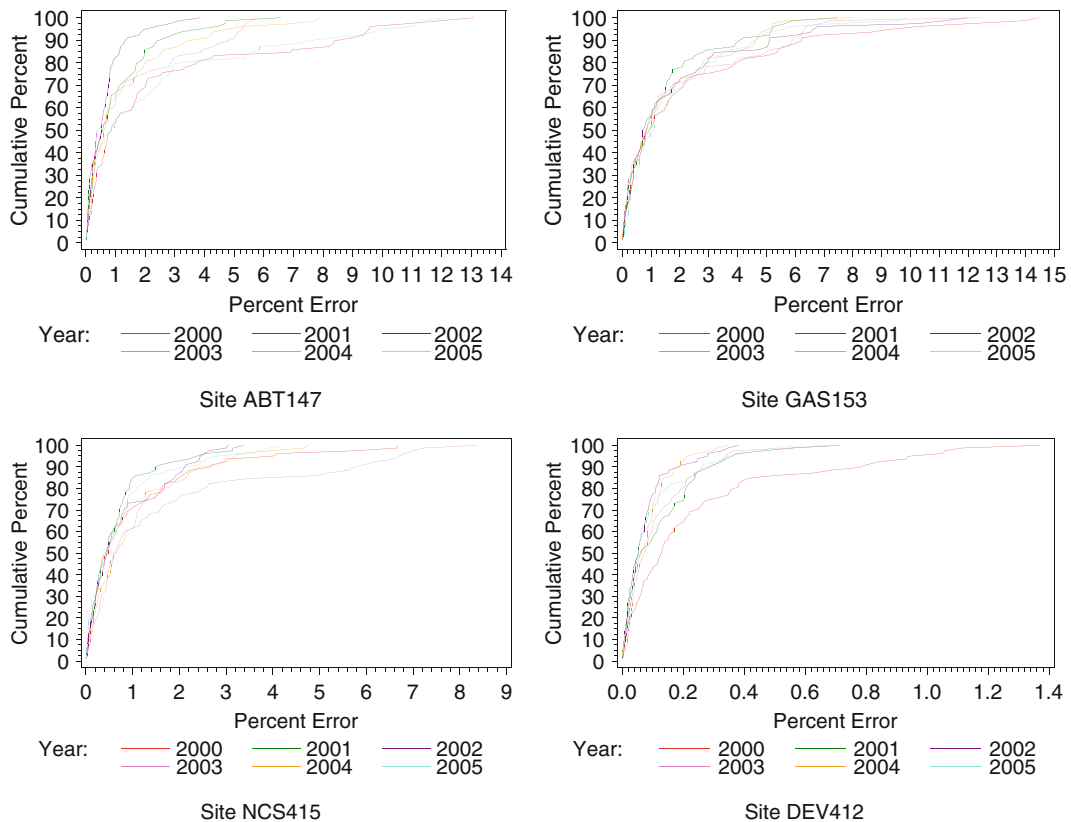 Cumulative Percent
100
90
80
70
60
50
40
30
20
10
0
0 1 2 3 4 5 6 7 8 9 10 11 12 13 14
Percent Error
Year: 2000 2001 2002
2003 2004 2005
Site ABT147
Cumulative Percent
100
90
80
70
60
50
40
30
20
10
0
0 1 2 3 4 5 6 7 8 9 10 11 12 13 14 15
Percent Error
Year: 2000 2001 2002
2003 2004 2005
Site GAS153
Cumulative Percent
100
90
80
70
60
50
40
30
20
10
0
0 1 2 3 4 5 6 7 8 9
Percent Error
Year: 2000 2001 2002
2003 2004 2005
Site NCS415
Cumulative Percent
100
90
80
70
60
50
40
30
20
10
0
0.0 0.2 0.4 0.6 0.8 1.0 1.2 1.4
Percent Error
Year: 2000 2001 2002
2003 2004 2005
Site DEV412